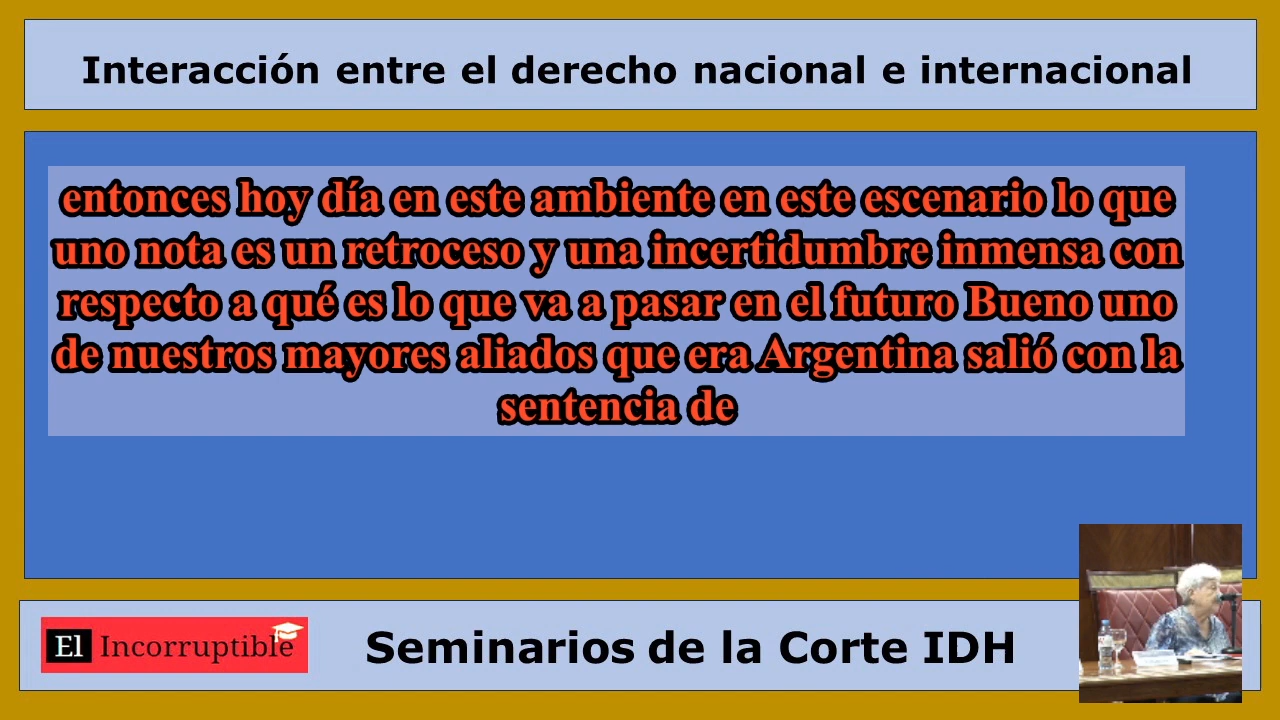 Interacción entre el derecho nacional e internacional
entonces hoy día en este ambiente en este escenario lo que
uno nota es un retroceso y una incertidumbre inmensa con
respecto a qué es lo que va a pasar en el futuro Bueno uno
de nuestros mayores aliados que era Argentina salió con la
sentencia de
El Incorruptible
Seminarios de la Corte IDH